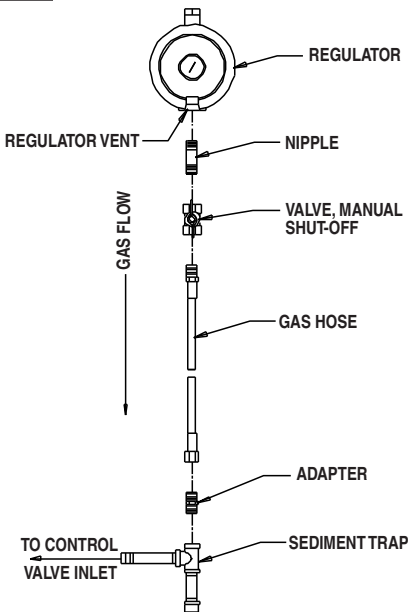 REGULATOR
REGULATOR VENT
NIPPLE
GAS FLOW
VALVE, MANUAL
SHUT-OFF
GAS HOSE
ADAPTER
TO CONTROL
VALVE INLET
SEDIMENT TRAP